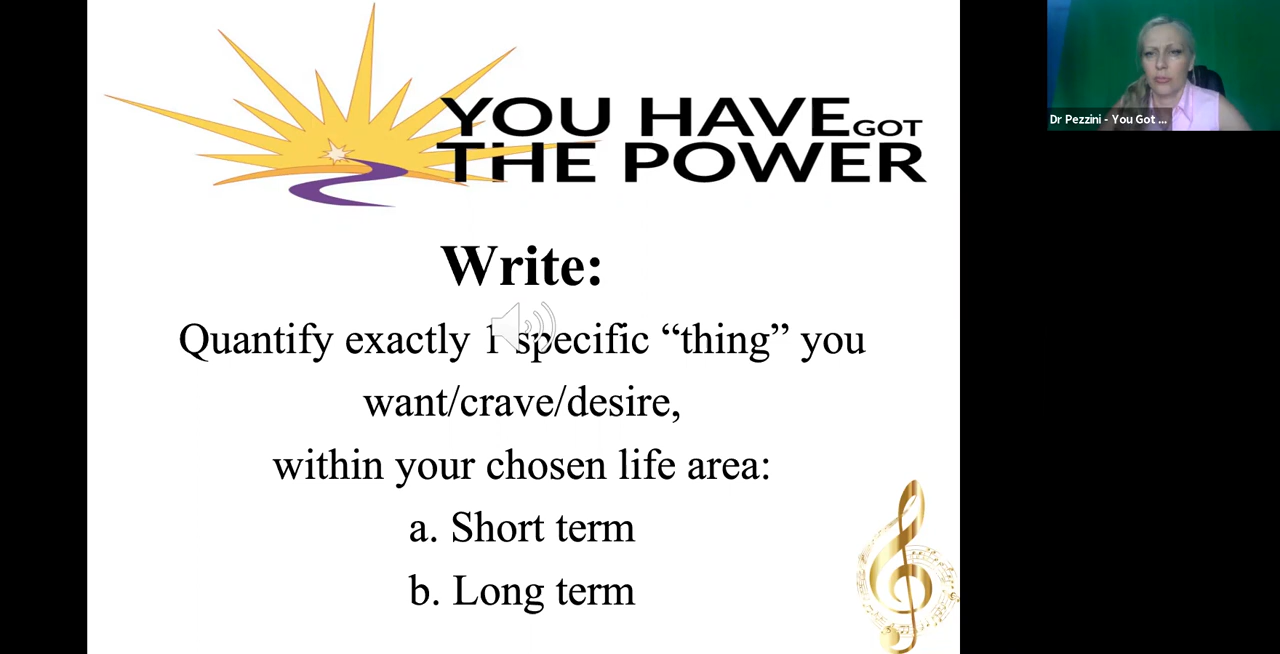 YOU HAVE GOT
THE POWER
Dr Pezzini - You Got ...
Write:
Quantify exactly 1 specific “thing” you
want/crave/desire,
within your chosen life area:
a. Short term
b. Long term